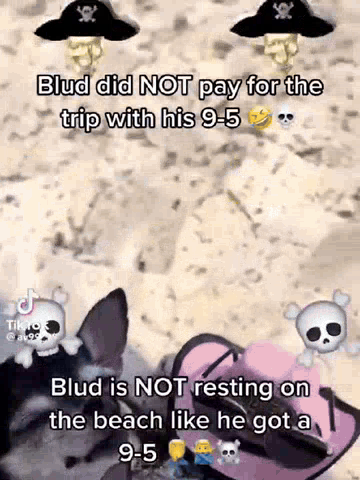 Blud did NOT pay for the
trip with his 9-5 🤣💀
TikTok
Blud is NOT resting on
the beach like he got a
9-5 🤦‍♂️🙅‍♂️☠️